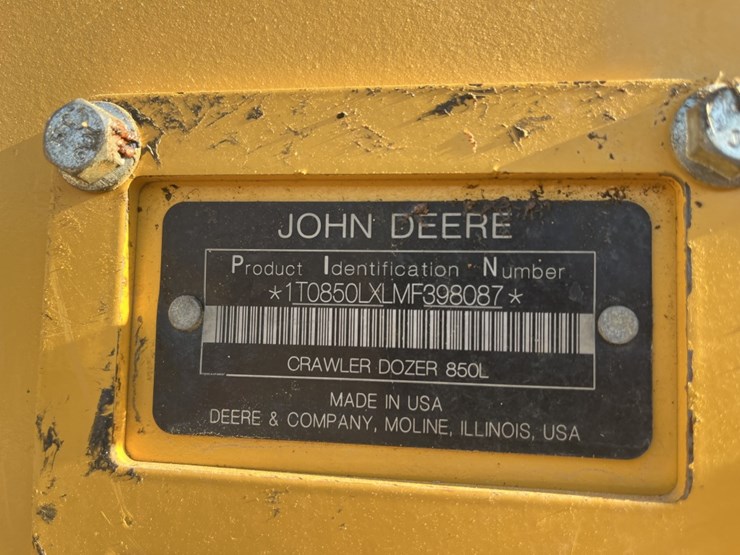 JOHN DEERE
Product Identification Number
*1T0850LXLMF398087*
CRAWLER DOZER 850L
MADE IN USA
DEERE & COMPANY, MOLINE, ILLINOIS, USA